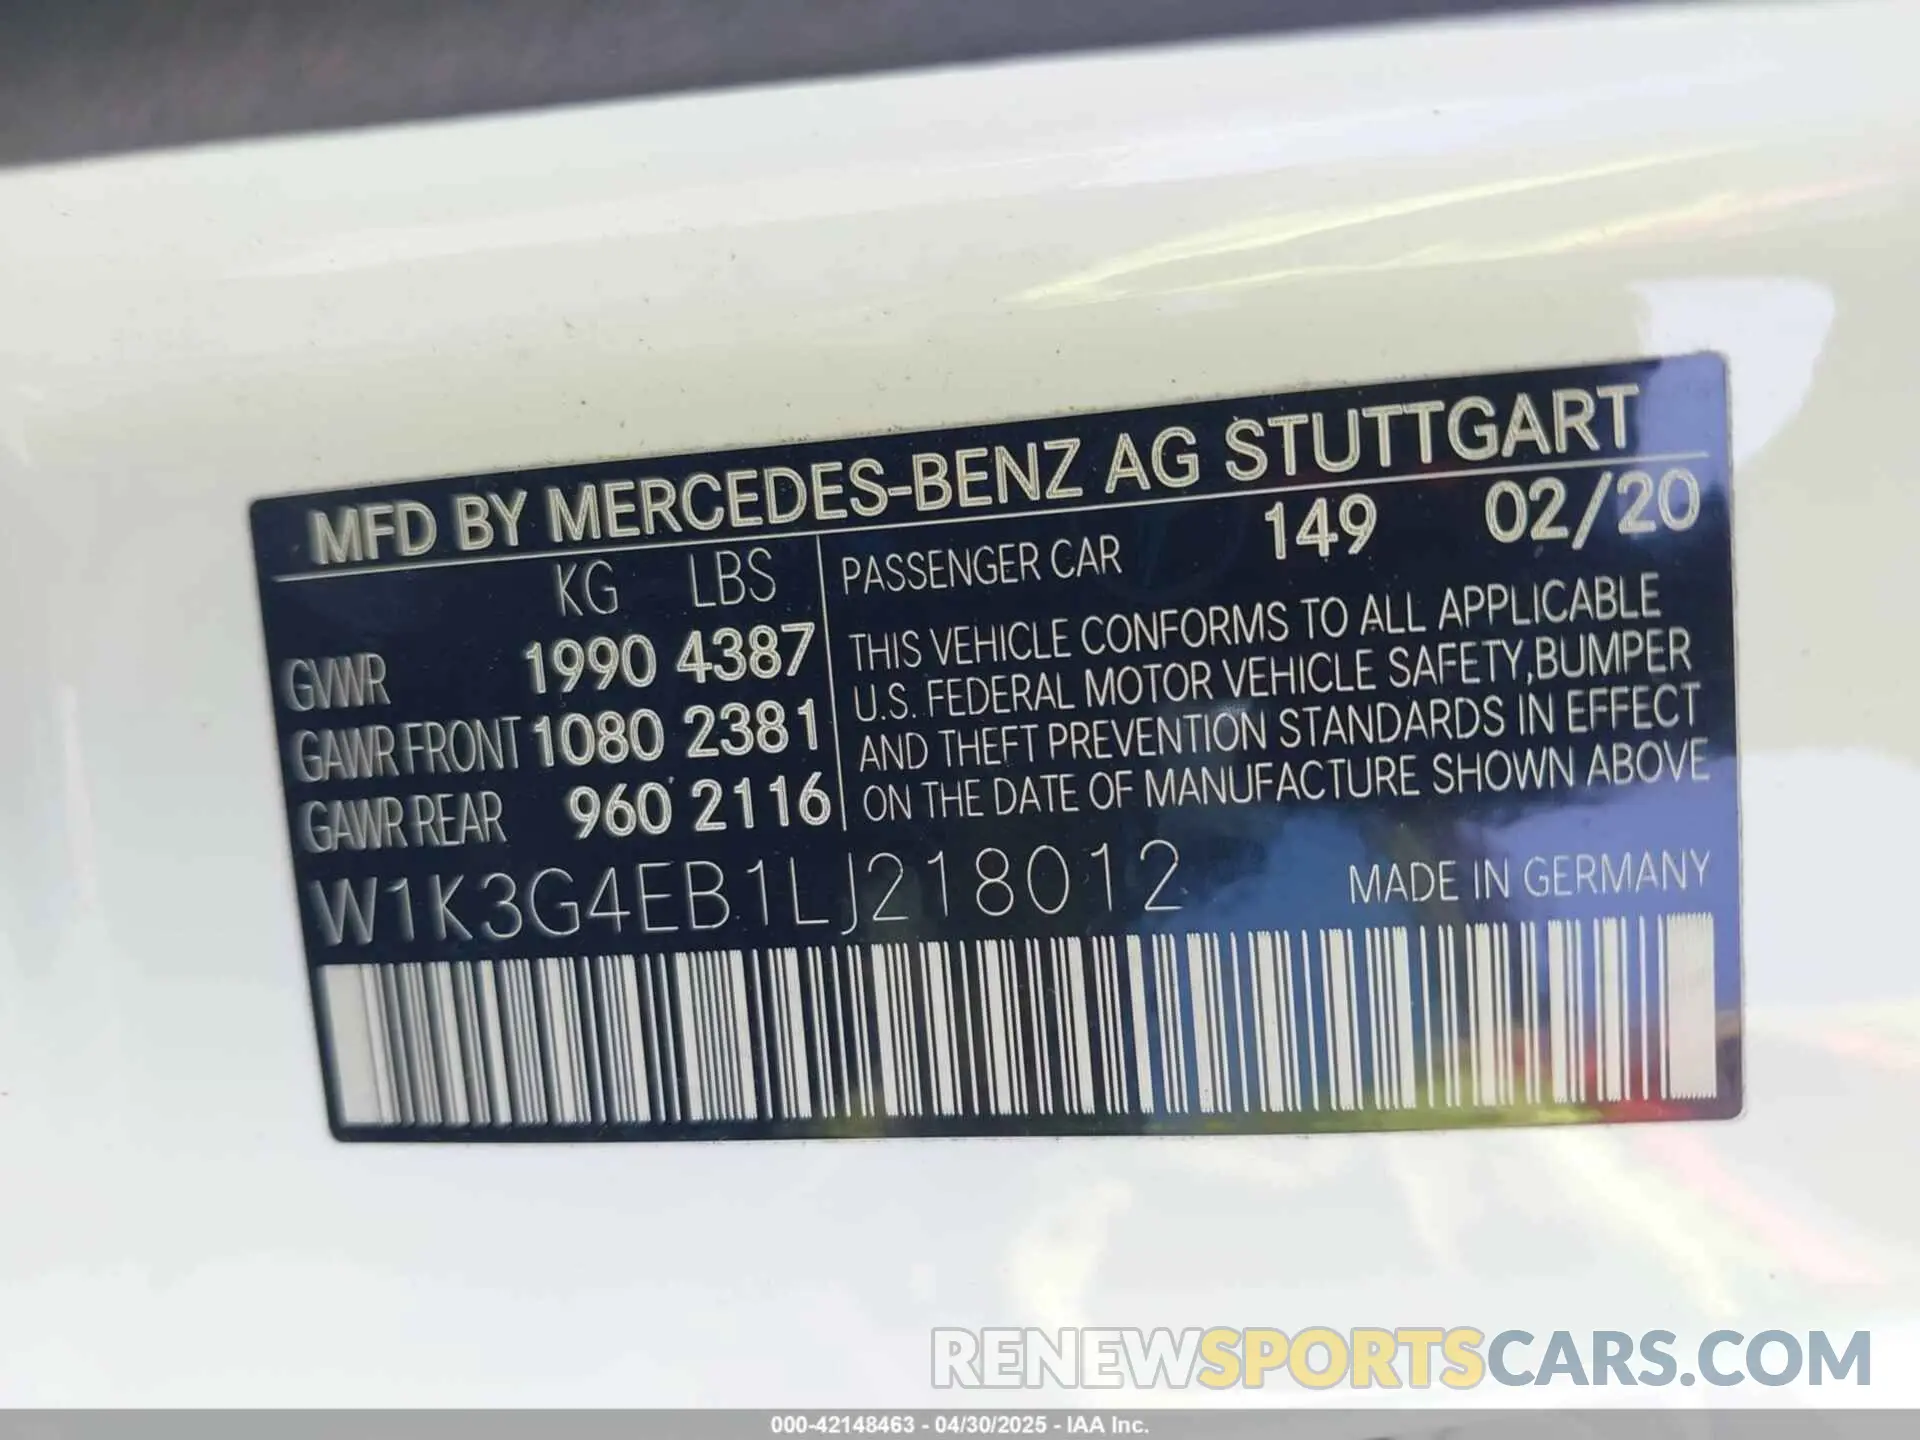 MFD BY MERCEDES-BENZ AG STUTTGART
KG LBS
GVWR 1990 4387
GAWR FRONT 1080 2381
GAWR REAR 960 2116
PASSENGER CAR 149 02/20
THIS VEHICLE CONFORMS TO ALL APPLICABLE
U.S. FEDERAL MOTOR VEHICLE SAFETY,BUMPER
AND THEFT PREVENTION STANDARDS IN EFFECT
ON THE DATE OF MANUFACTURE SHOWN ABOVE
W1K3G4EB1LJ218012 MADE IN GERMANY
RENEWSPORTSCARS.COM
000-42148463 - 04/30/2025 - IAA Inc.